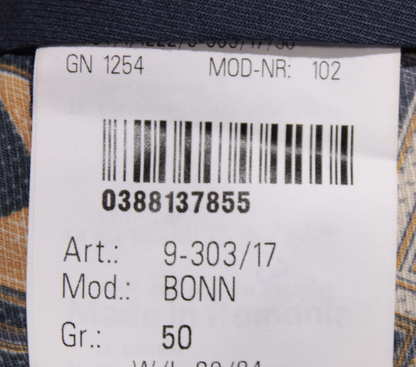 GN 1254 MOD-NR: 102
0388137855
Art.: 9-303/17
Mod.: BONN
Gr.: 50